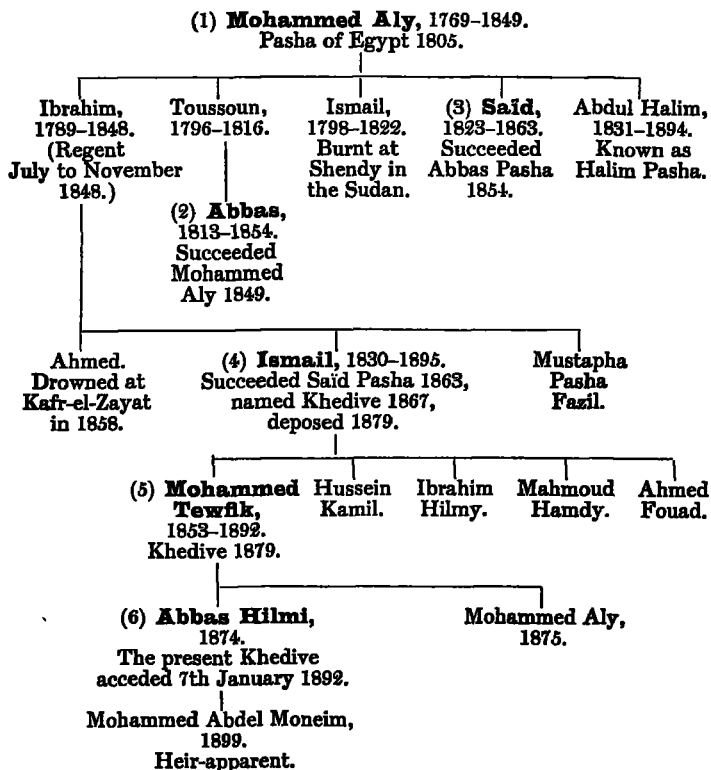 (1) Mohammed Aly, 1769–1849.
Pasha of Egypt 1805.
Ibrahim,
1789–1848.
(Regent
July to November
1848.)
Toussoun,
1796–1816.
Ismail,
1798–1822.
Burnt at
Shendy in
the Sudan.
(3) Saïd,
1823–1863.
Succeeded
Abbas Pasha
1854.
Abdul Halim,
1831–1894.
Known as
Halim Pasha.
(2) Abbas,
1813–1854.
Succeeded
Mohammed
Aly 1849.
Ahmed.
Drowned at
Kafr-el-Zayat
in 1858.
(4) Ismail, 1830–1895.
Succeeded Saïd Pasha 1863,
named Khedive 1867,
deposed 1879.
Mustapha
Pasha
Fazil.
(5) Mohammed
Tewfik,
1853–1892.
Khedive 1879.
Hussein
Kamil.
Ibrahim
Hilmy.
Mahmoud
Hamdy.
Ahmed
Fouad.
(6) Abbas Hilmi,
1874.
The present Khedive
acceded 7th January 1892.
Mohammed Aly,
1875.
Mohammed Abdel Moneim,
1899.
Heir-apparent.